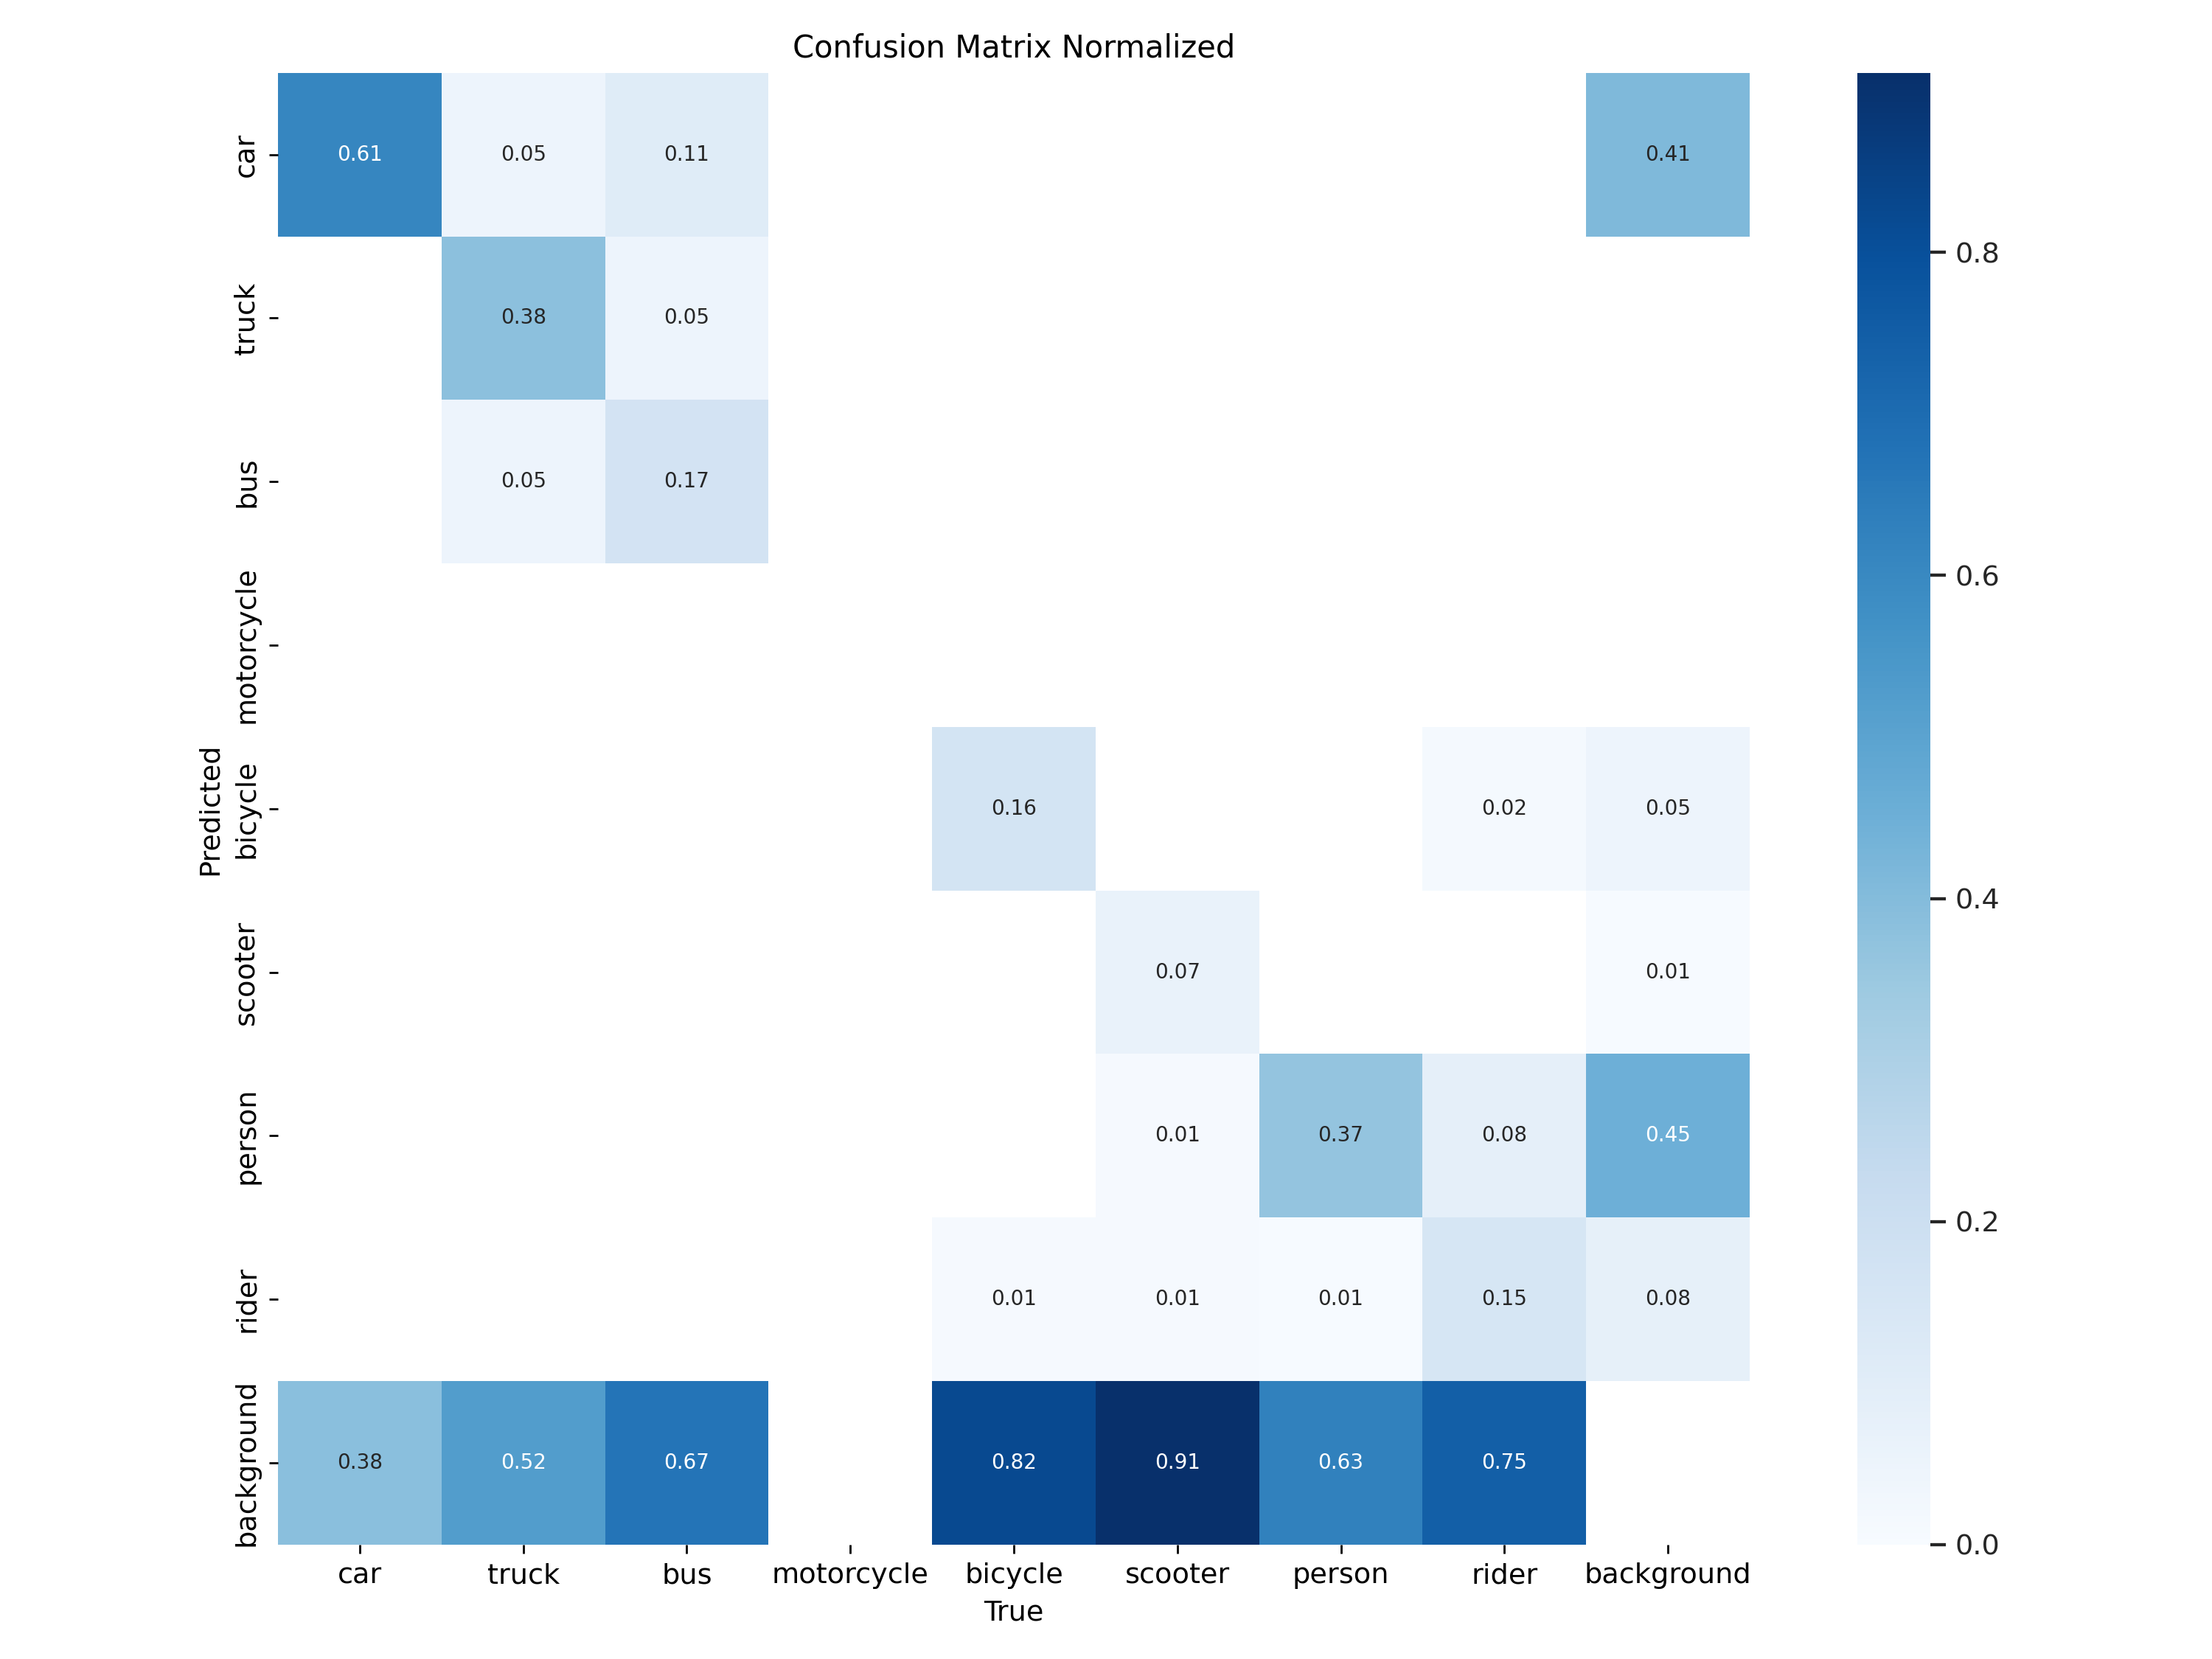 Confusion Matrix Normalized
car
0.61
0.05
0.11
0.41
truck
0.38
0.05
bus
0.05
0.17
motorcycle
Predicted
bicycle
0.16
0.02
0.05
scooter
0.07
0.01
person
0.01
0.37
0.08
0.45
rider
0.01
0.01
0.01
0.15
0.08
background
0.38
0.52
0.67
0.82
0.91
0.63
0.75
car
truck
bus
motorcycle
bicycle
scooter
person
rider
background
True
0.8
0.6
0.4
0.2
0.0